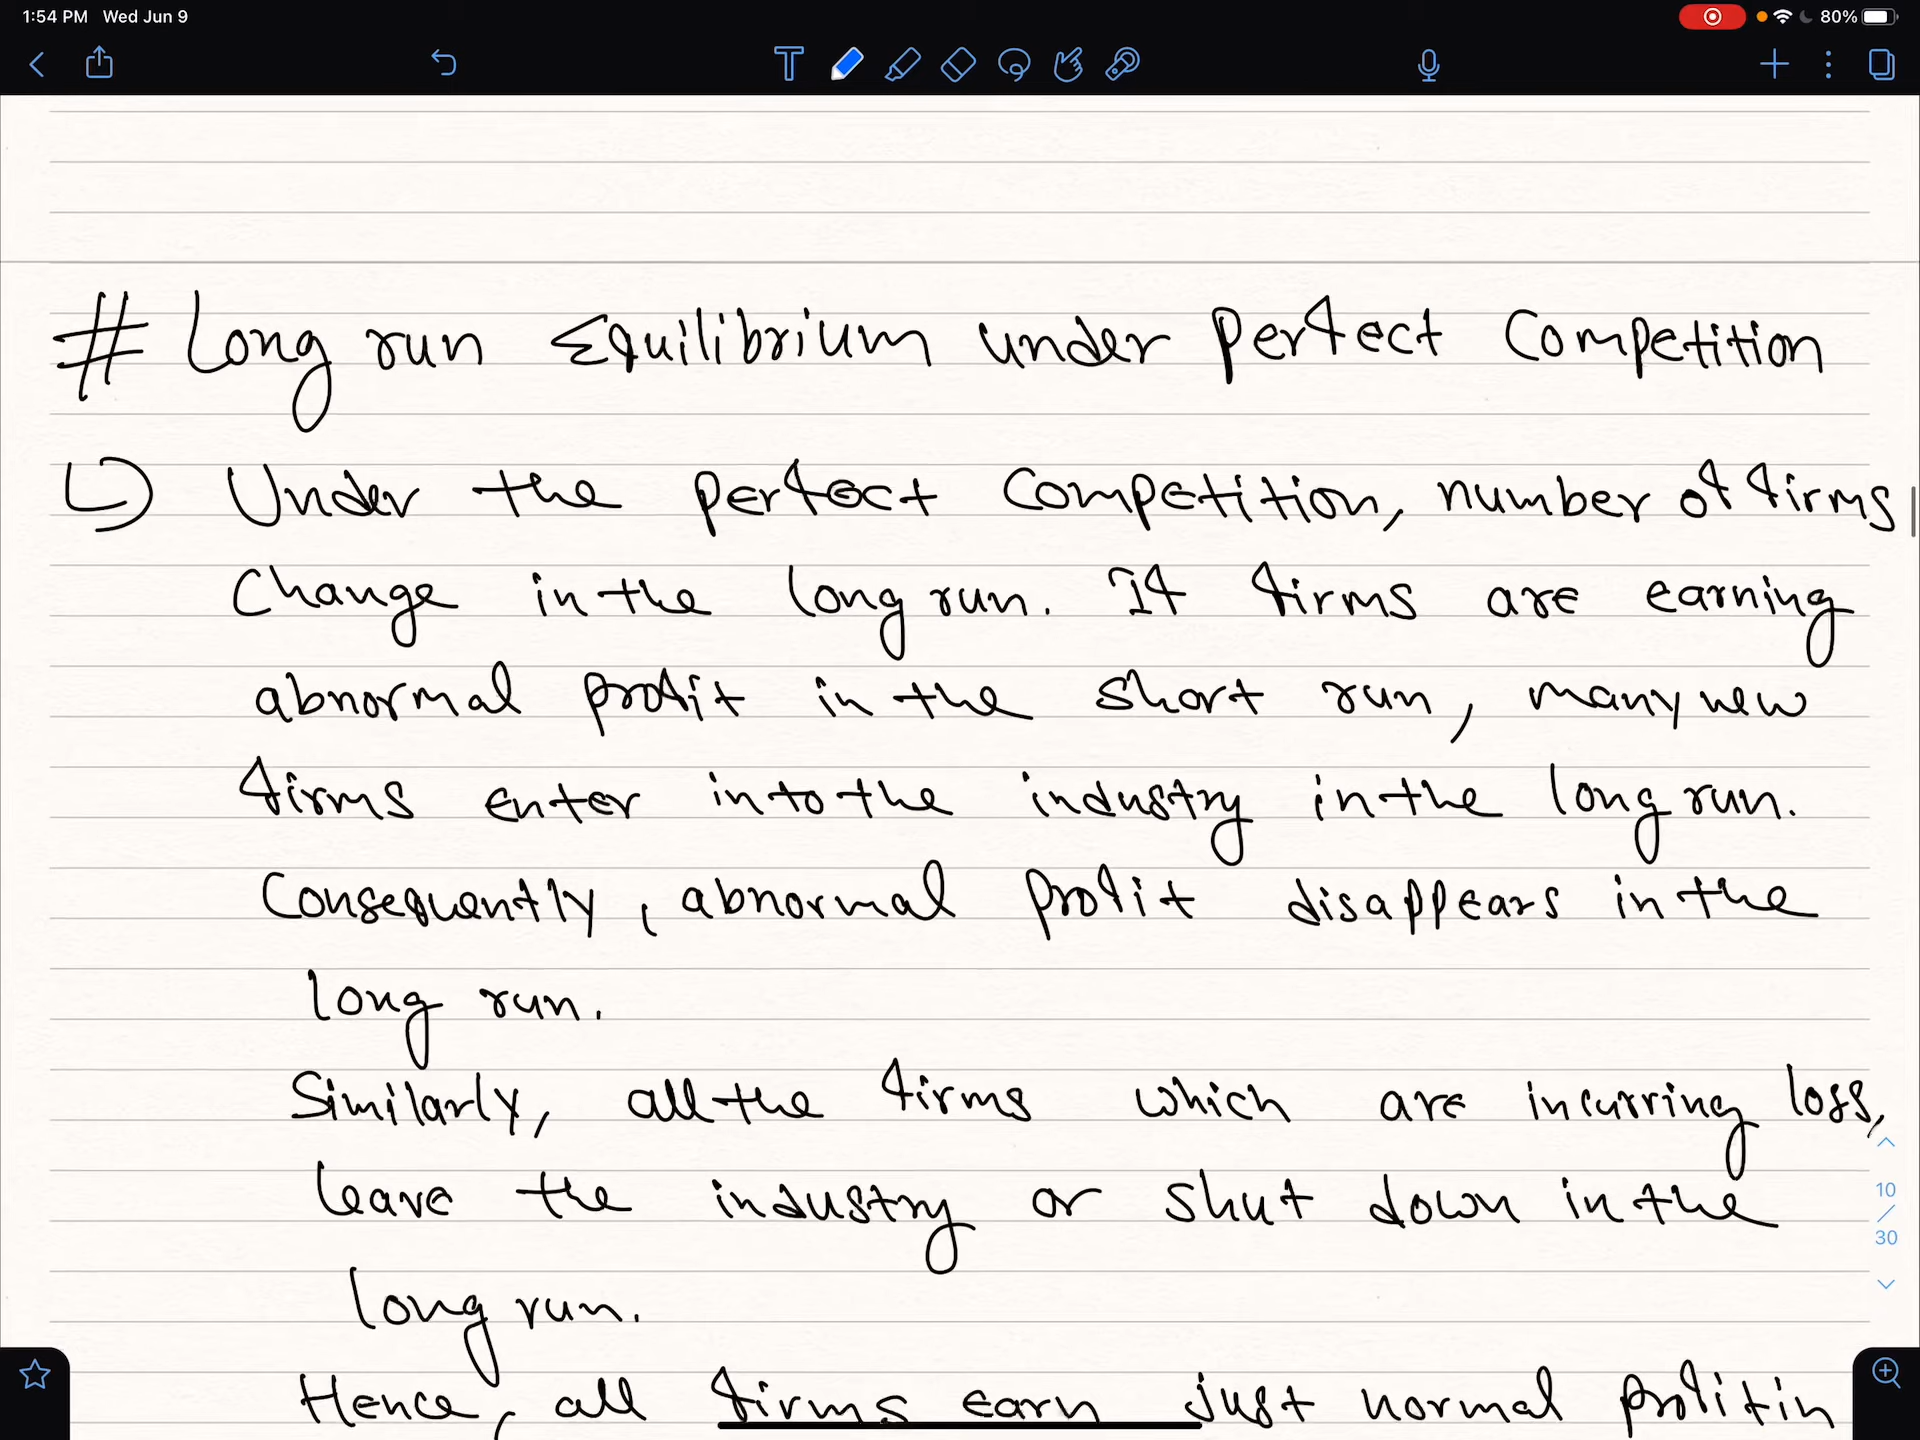 1:54 PM Wed Jun 9
80%
# Long run Equilibrium under Perfect Competition
Under the perfect Competition, number of firms
Change in the long run. If firms are earning
abnormal profit in the short run, many new
firms enter into the industry in the long run.
Consequently, abnormal profit disappears in the
long run.
Similarly, all the firms which are incurring loss,
leave the industry or shut down in the
long run.
Hence, all firms earn just normal profit in
10
/
30